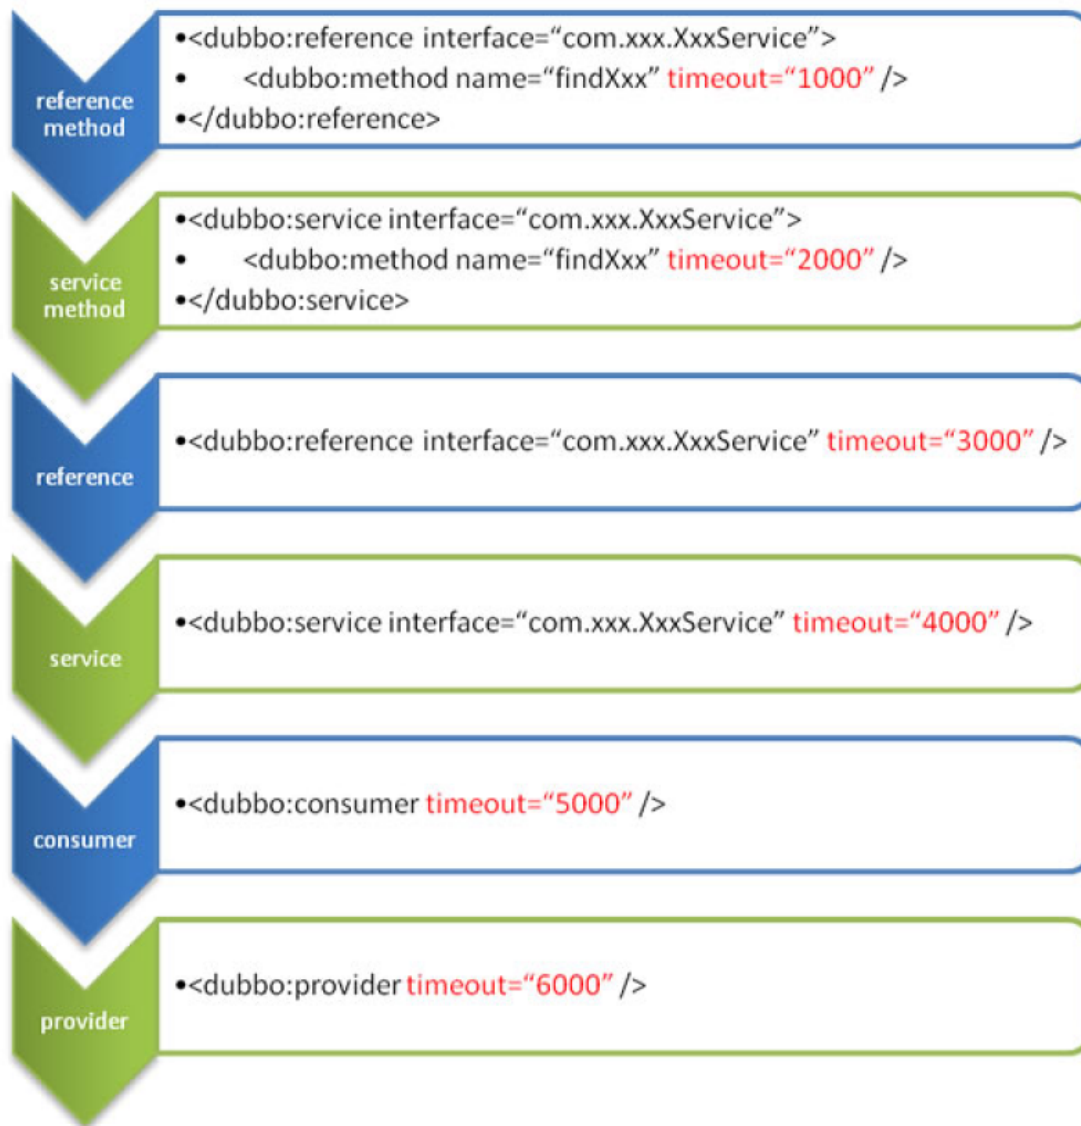 reference
method
•<dubbo:reference interface=“com.xxx.XxxService”>
• <dubbo:method name=“findXxx” timeout=“1000” />
•</dubbo:reference>
service
method
•<dubbo:service interface=“com.xxx.XxxService”>
• <dubbo:method name=“findXxx” timeout=“2000” />
•</dubbo:service>
reference
•<dubbo:reference interface=“com.xxx.XxxService” timeout=“3000” />
service
•<dubbo:service interface=“com.xxx.XxxService” timeout=“4000” />
consumer
•<dubbo:consumer timeout=“5000” />
provider
•<dubbo:provider timeout=“6000” />